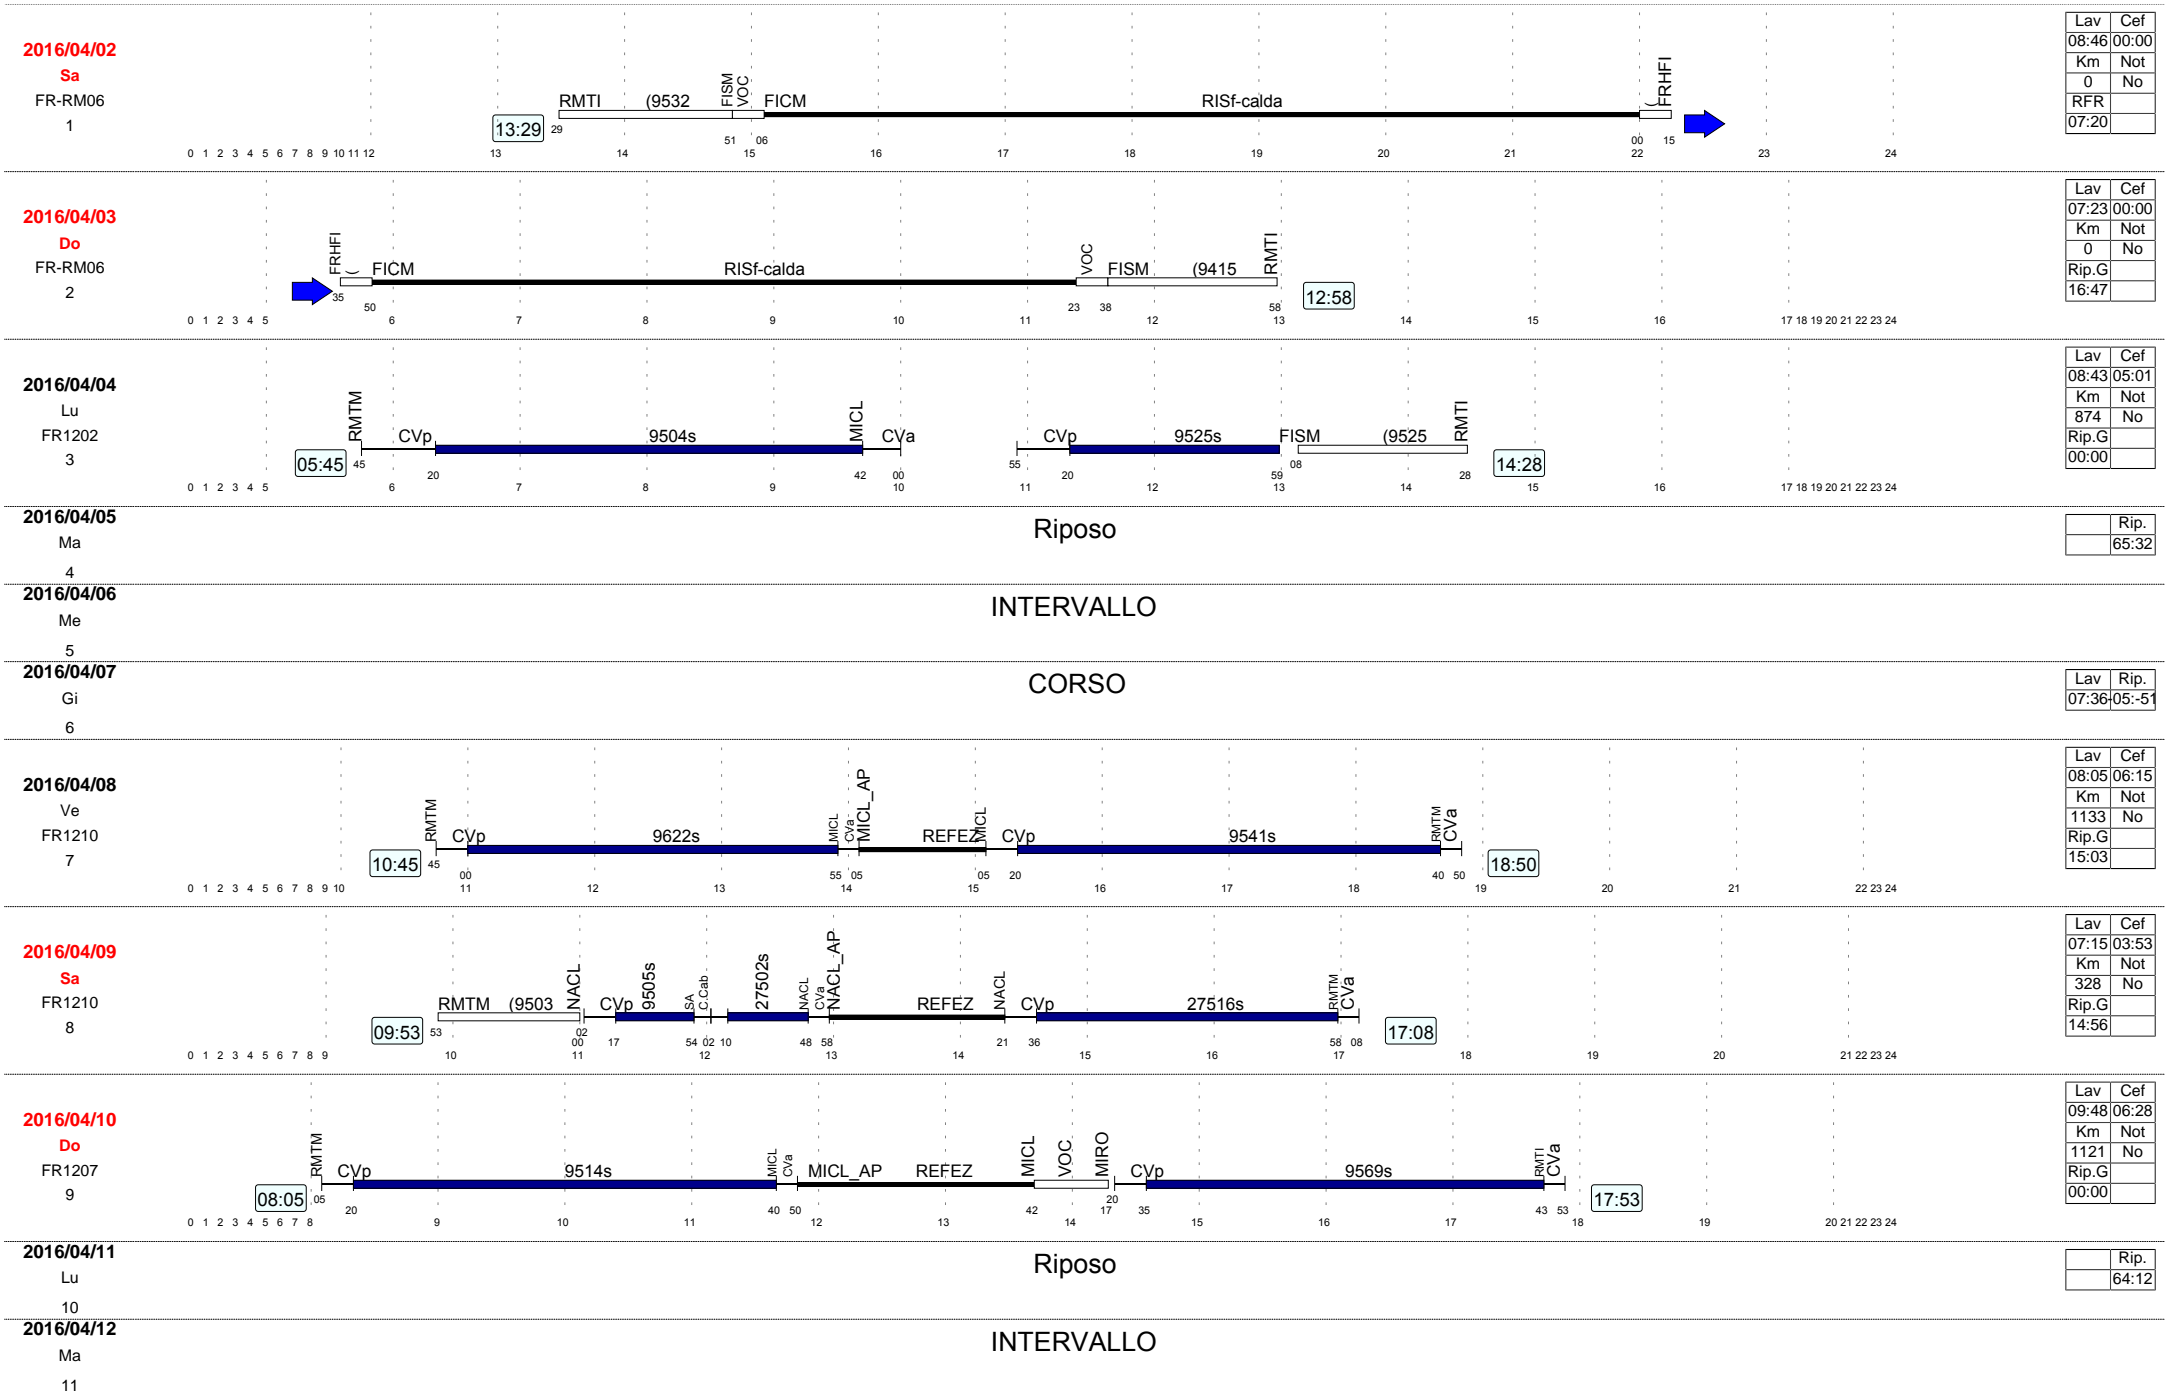 2016/04/02
Sa
FR-RM06
1
13:29
29
RMTI (9532 FISM VOC FICM RISf-calda ( FRHFI
51 06 00 15
0 1 2 3 4 5 6 7 8 9 10 11 12 13 14 15 16 17 18 19 20 21 22 23 24
Lav Cef
08:46 00:00
Km Not
0 No
RFR
07:20
2016/04/03
Do
FR-RM06
2
FRHFI ( FICM RISf-calda VOC FISM (9415 RMTI
35 50 23 38 58
12:58
0 1 2 3 4 5 6 7 8 9 10 11 12 13 14 15 16 17 18 19 20 21 22 23 24
Lav Cef
07:23 00:00
Km Not
0 No
Rip.G
16:47
2016/04/04
Lu
FR1202
3
05:45
RMTM CVp 9504s MICL CVa CVp 9525s FISM (9525 RMTI
45 20 42 00 55 20 59 08 28
14:28
0 1 2 3 4 5 6 7 8 9 10 11 12 13 14 15 16 17 18 19 20 21 22 23 24
Lav Cef
08:43 05:01
Km Not
874 No
Rip.G
00:00
2016/04/05
Ma
4
Riposo
Rip.
65:32
2016/04/06
Me
5
INTERVALLO
2016/04/07
Gi
6
CORSO
Lav Rip.
07:36 -05:-51
2016/04/08
Ve
FR1210
7
10:45
RMTM CVp 9622s MICL CVa MICL_AP REFEZ MICL CVp 9541s RMTM CVa
45 00 55 05 05 20 40 50
18:50
0 1 2 3 4 5 6 7 8 9 10 11 12 13 14 15 16 17 18 19 20 21 22 23 24
Lav Cef
08:05 06:15
Km Not
1133 No
Rip.G
15:03
2016/04/09
Sa
FR1210
8
09:53
RMTM (9503 NACL CVp 9505s SA C.Cab 27502s NACL CVa NACL_AP REFEZ NACL CVp 27516s RMTM CVa
53 00 02 17 54 02 10 48 58 21 36 58 08
17:08
0 1 2 3 4 5 6 7 8 9 10 11 12 13 14 15 16 17 18 19 20 21 22 23 24
Lav Cef
07:15 03:53
Km Not
328 No
Rip.G
14:56
2016/04/10
Do
FR1207
9
08:05
RMTM CVp 9514s MICL CVa MICL_AP REFEZ MICL VOC MIRO CVp 9569s RMTI CVa
05 20 40 50 42 17 20 35 43 53
17:53
0 1 2 3 4 5 6 7 8 9 10 11 12 13 14 15 16 17 18 19 20 21 22 23 24
Lav Cef
09:48 06:28
Km Not
1121 No
Rip.G
00:00
2016/04/11
Lu
10
Riposo
Rip.
64:12
2016/04/12
Ma
11
INTERVALLO